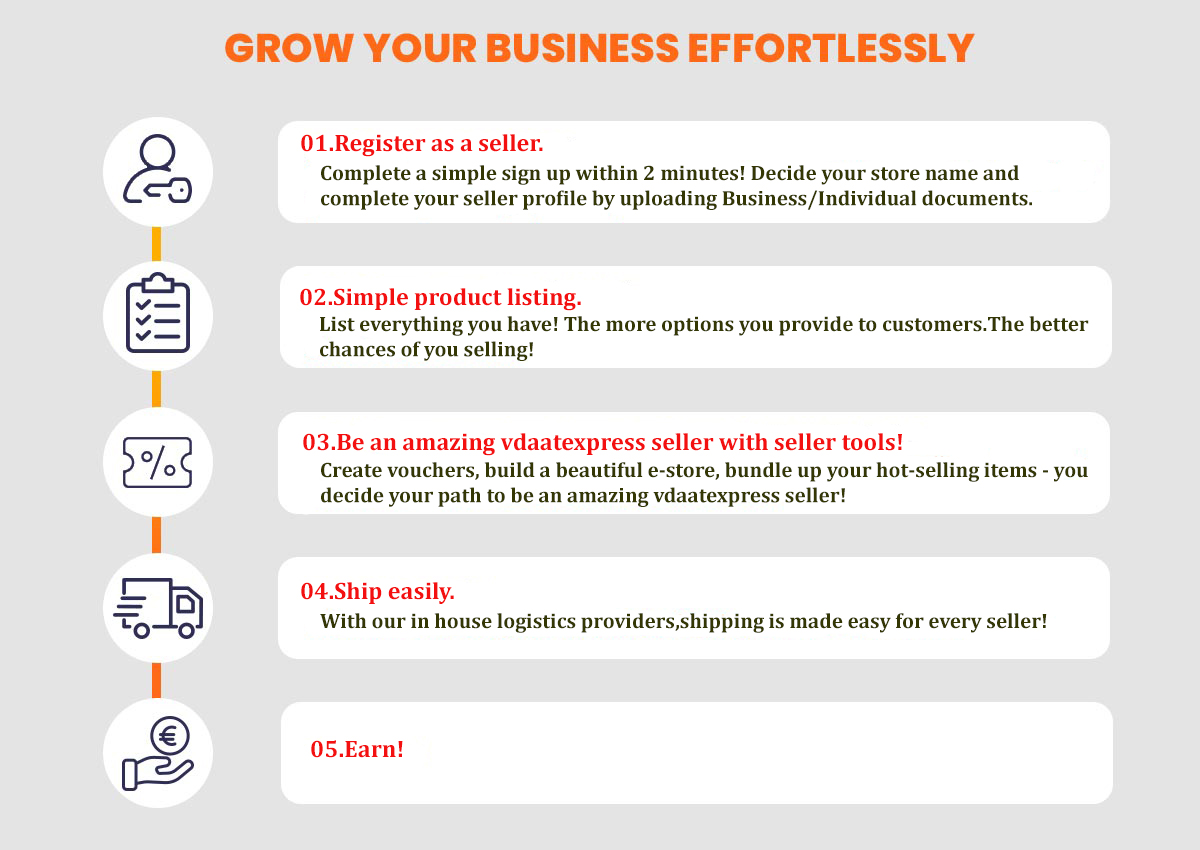 GROW YOUR BUSINESS EFFORTLESSLY
01.Register as a seller.
Complete a simple sign up within 2 minutes! Decide your store name and
complete your seller profile by uploading Business/Individual documents.
02.Simple product listing.
List everything you have! The more options you provide to customers.The better
chances of you selling!
03.Be an amazing vdaatexpress seller with seller tools!
Create vouchers, build a beautiful e-store, bundle up your hot-selling items - you
decide your path to be an amazing vdaatexpress seller!
04.Ship easily.
With our in house logistics providers,shipping is made easy for every seller!
05.Earn!